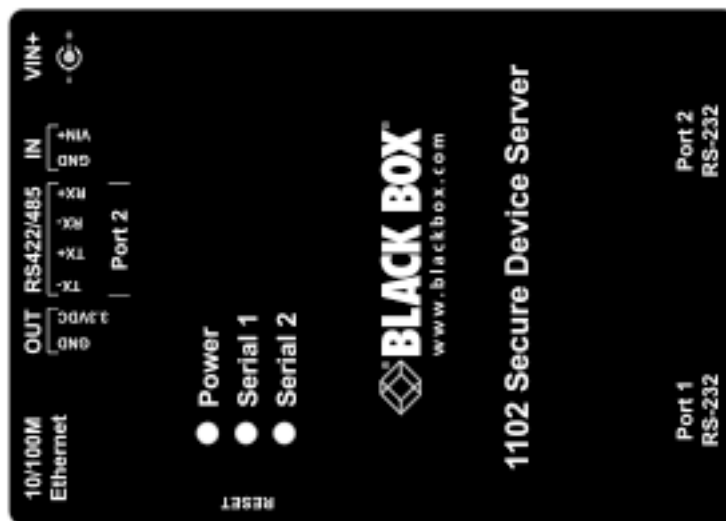 10/100M
Ethernet
OUT
GND
3.3VDC
RS422/485
TX-
TX+
RX-
RX+
Port 2
IN
GND
VIN+
VIN+
RESET
Power
Serial 1
Serial 2
BLACK BOX
www.blackbox.com
1102 Secure Device Server
Port 1
RS-232
Port 2
RS-232